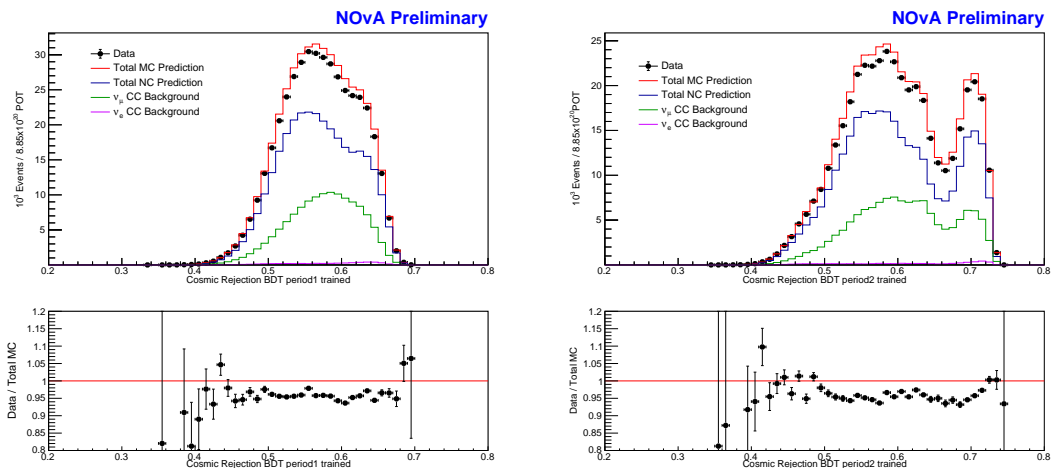 NOvA Preliminary
10³ Events / 8.85x10²⁰ POT
30
25
20
15
10
5
0
Data
Total MC Prediction
Total NC Prediction
νμ CC Background
νe CC Background
0.2 0.3 0.4 0.5 0.6 0.7 0.8
Cosmic Rejection BDT period1 trained
Data / Total MC
1.2
1.15
1.1
1.05
1
0.95
0.9
0.85
0.8
0.2 0.3 0.4 0.5 0.6 0.7 0.8
Cosmic Rejection BDT period1 trained
NOvA Preliminary
10³ Events / 8.85x10²⁰POT
25
20
15
10
5
0
Data
Total MC Prediction
Total NC Prediction
νμ CC Background
νe CC Background
0.2 0.3 0.4 0.5 0.6 0.7 0.8
Cosmic Rejection BDT period2 trained
Data / Total MC
1.2
1.15
1.1
1.05
1
0.95
0.9
0.85
0.8
0.2 0.3 0.4 0.5 0.6 0.7 0.8
Cosmic Rejection BDT period2 trained